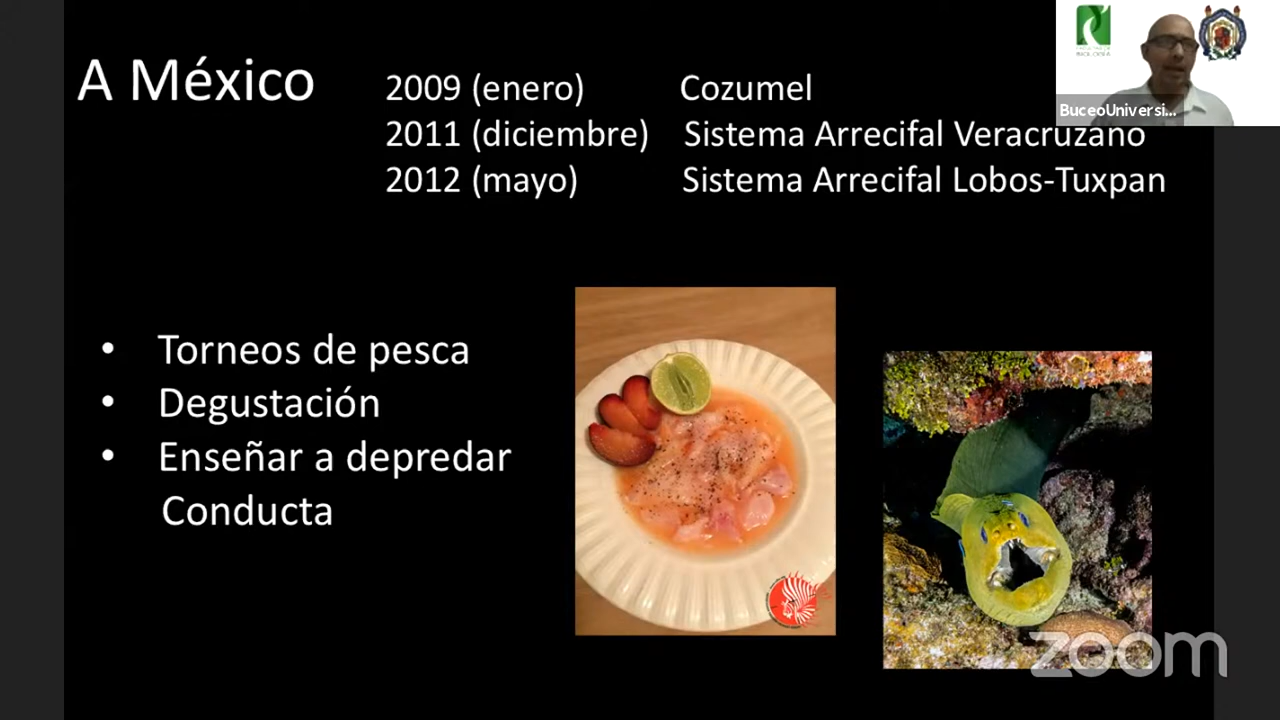 A México
2009 (enero) Cozumel
2011 (diciembre) Sistema Arrecifal Veracruzano
2012 (mayo) Sistema Arrecifal Lobos-Tuxpan
BuceoUniversi...
• Torneos de pesca
• Degustación
• Enseñar a depredar
Conducta
zoom